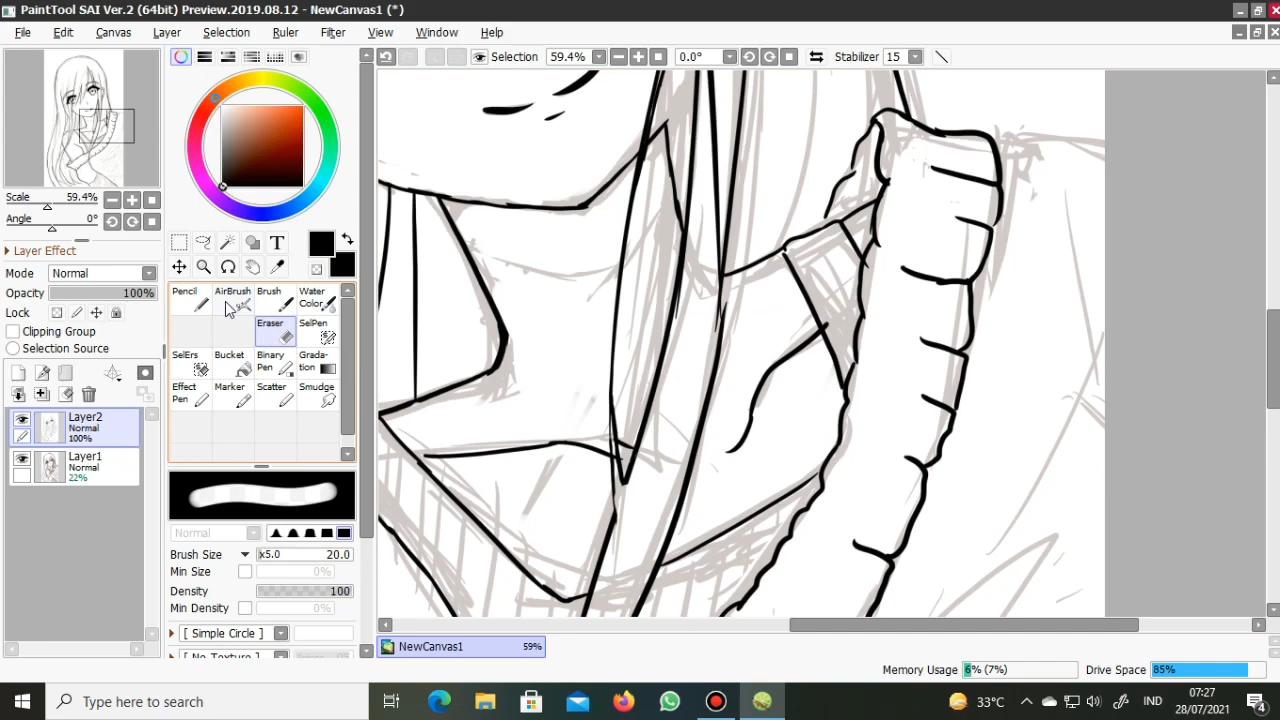 PaintTool SAI Ver.2 (64bit) Preview.2019.08.12 - NewCanvas1 (*)
File Edit Canvas Layer Selection Ruler Filter View Window Help
Selection 59.4% 0.0° Stabilizer 15
Scale 59.4%
Angle 0°
Layer Effect
Mode Normal
Opacity 100%
Lock
Clipping Group
Selection Source
Layer2
Normal
100%
Layer1
Normal
22%
T
Pencil AirBrush Brush Water Color
Eraser SelPen
SelErs Bucket Binary Pen Grada-tion
Effect Pen Marker Scatter Smudge
Normal
Brush Size x5.0 20.0
Min Size 0%
Density 100
Min Density 0%
[ Simple Circle ]
[ No Texture ]
NewCanvas1 59%
Memory Usage 6% (7%) Drive Space 85%
Type here to search
33°C IND 07:27
28/07/2021 4